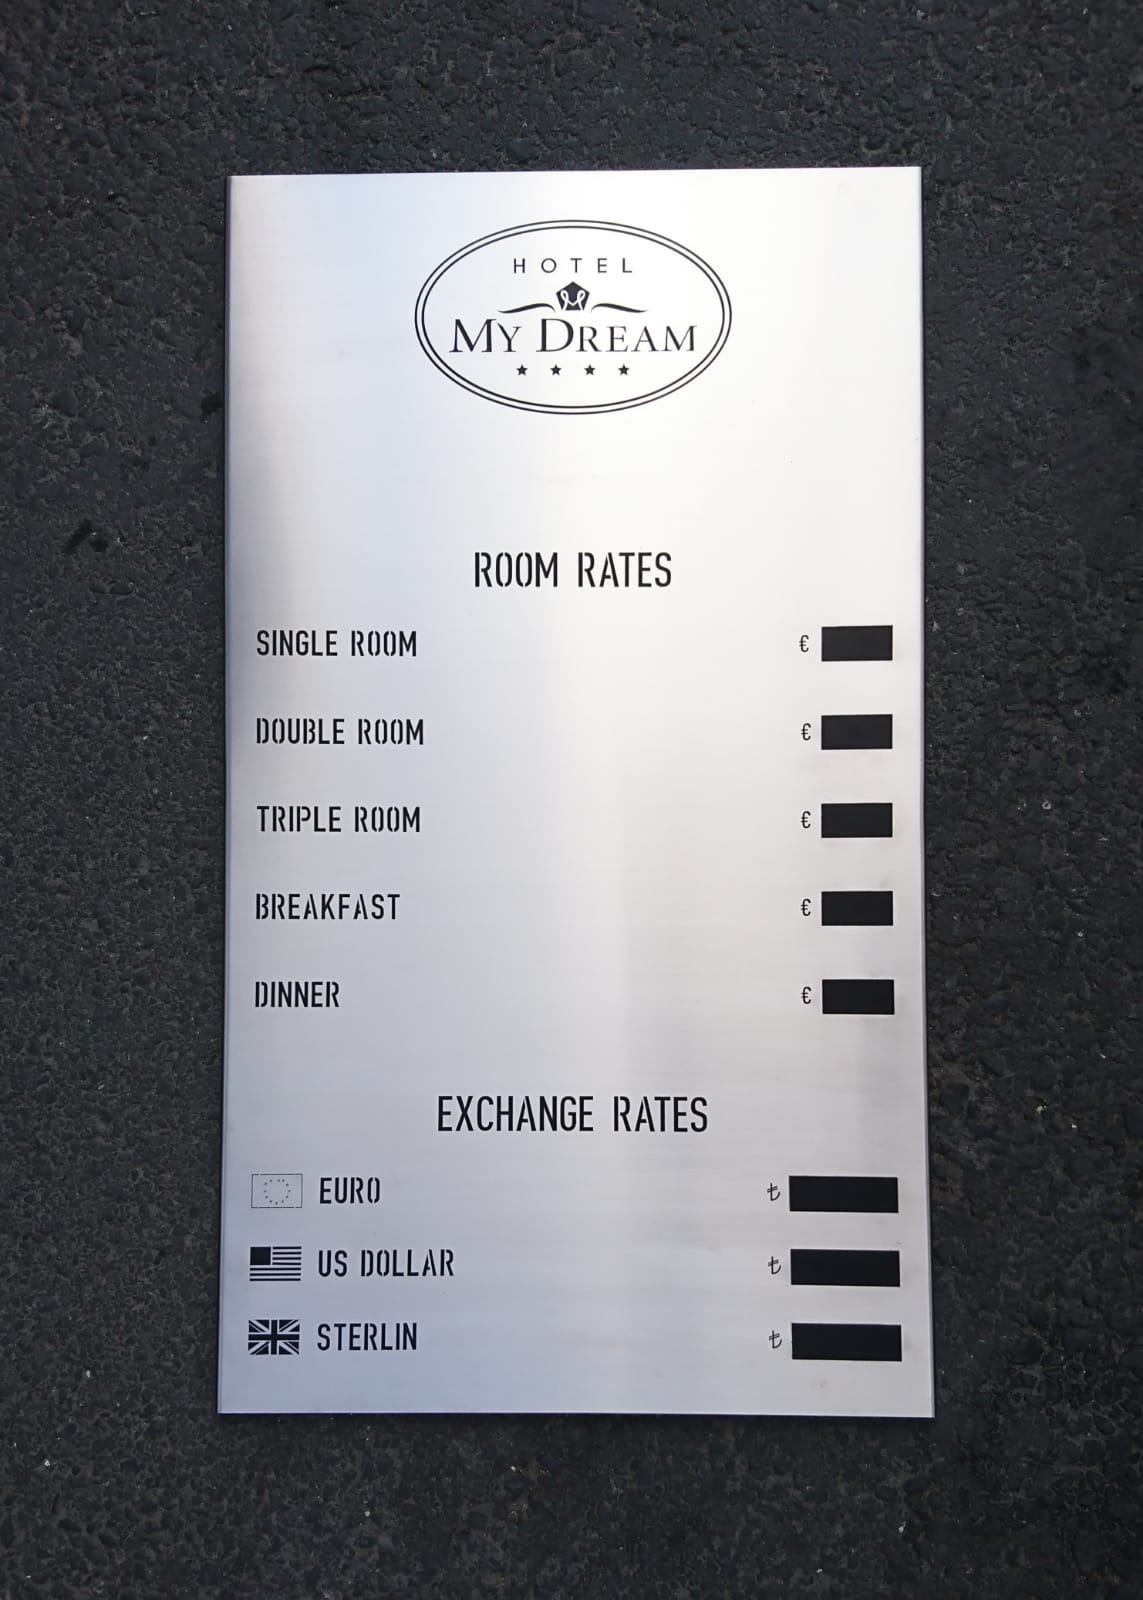 HOTEL
MY DREAM
ROOM RATES
SINGLE ROOM €
DOUBLE ROOM €
TRIPLE ROOM €
BREAKFAST €
DINNER €
EXCHANGE RATES
EURO ₺
US DOLLAR ₺
STERLIN ₺